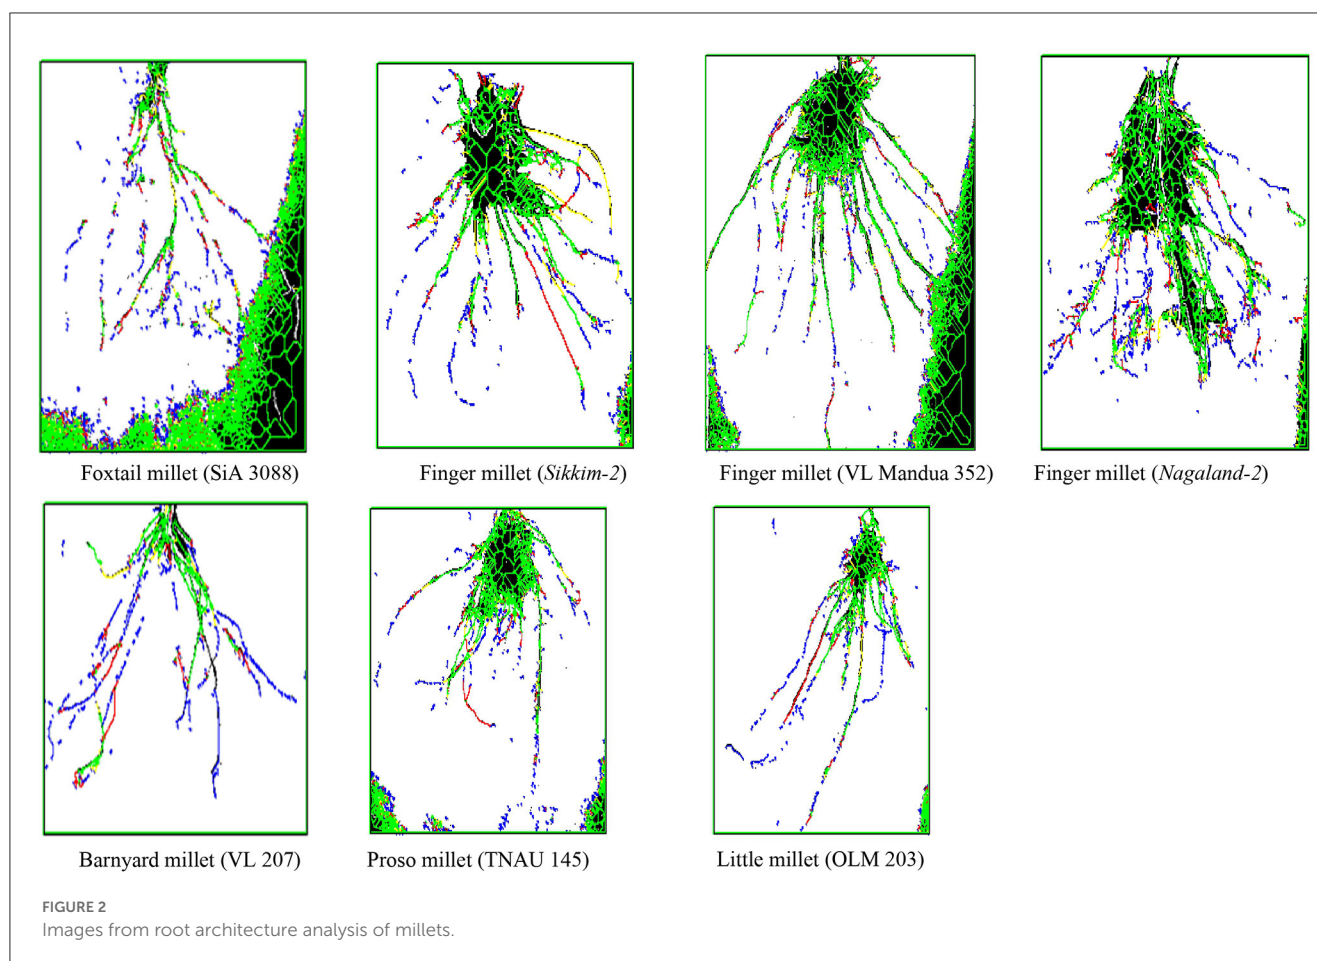 Foxtail millet (SiA 3088)
Finger millet (Sikkim-2)
Finger millet (VL Mandua 352)
Finger millet (Nagaland-2)
Barnyard millet (VL 207)
Proso millet (TNAU 145)
Little millet (OLM 203)
FIGURE 2
Images from root architecture analysis of millets.